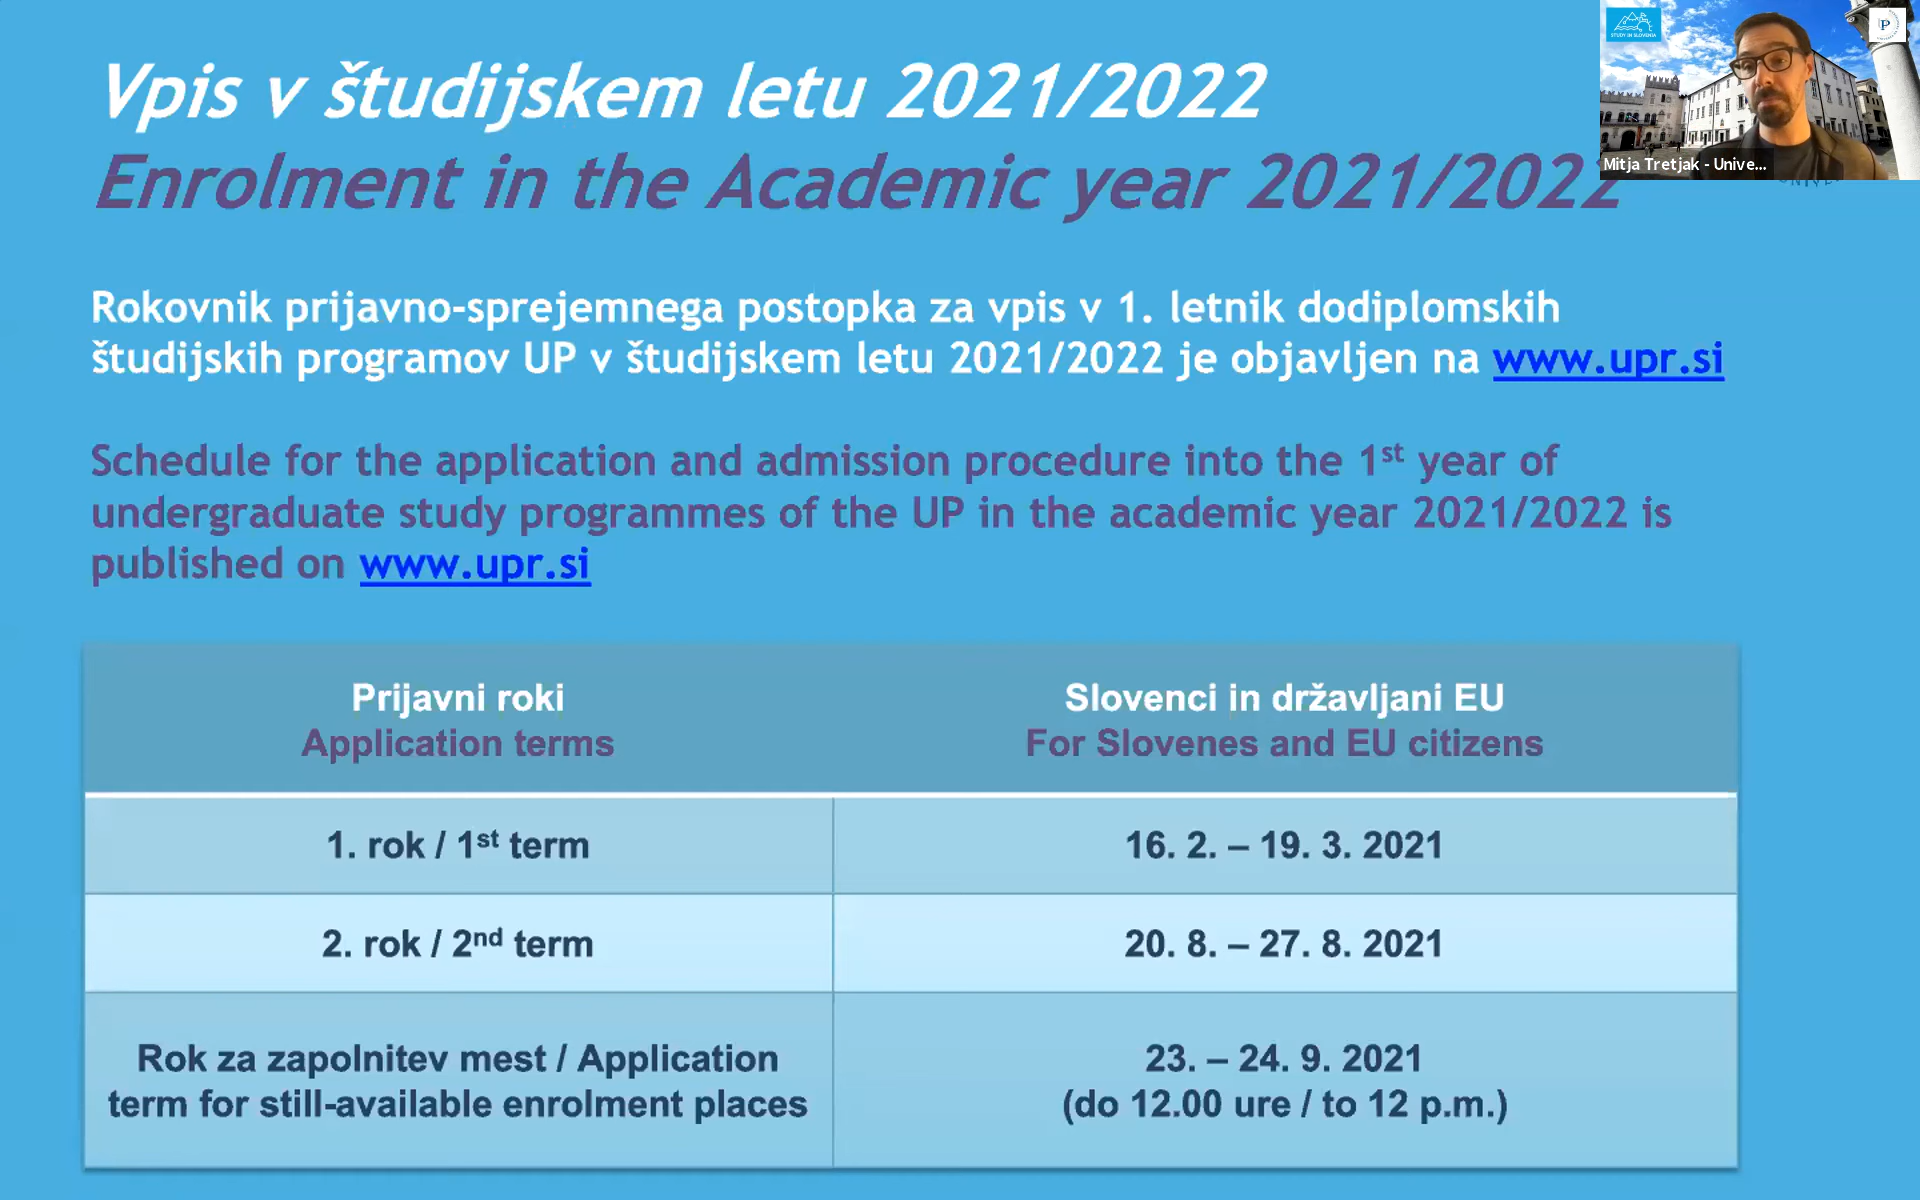 Vpis v študijskem letu 2021/2022
Enrolment in the Academic year 2021/2022
STUDY IN SLOVENIA
P
Mitja Tretjak - Unive...
Rokovnik prijavno-sprejemnega postopka za vpis v 1. letnik dodiplomskih
študijskih programov UP v študijskem letu 2021/2022 je objavljen na www.upr.si
Schedule for the application and admission procedure into the 1st year of
undergraduate study programmes of the UP in the academic year 2021/2022 is
published on www.upr.si
Prijavni roki
Application terms
Slovenci in državljani EU
For Slovenes and EU citizens
1. rok / 1st term
16. 2. – 19. 3. 2021
2. rok / 2nd term
20. 8. – 27. 8. 2021
Rok za zapolnitev mest / Application
term for still-available enrolment places
23. – 24. 9. 2021
(do 12.00 ure / to 12 p.m.)